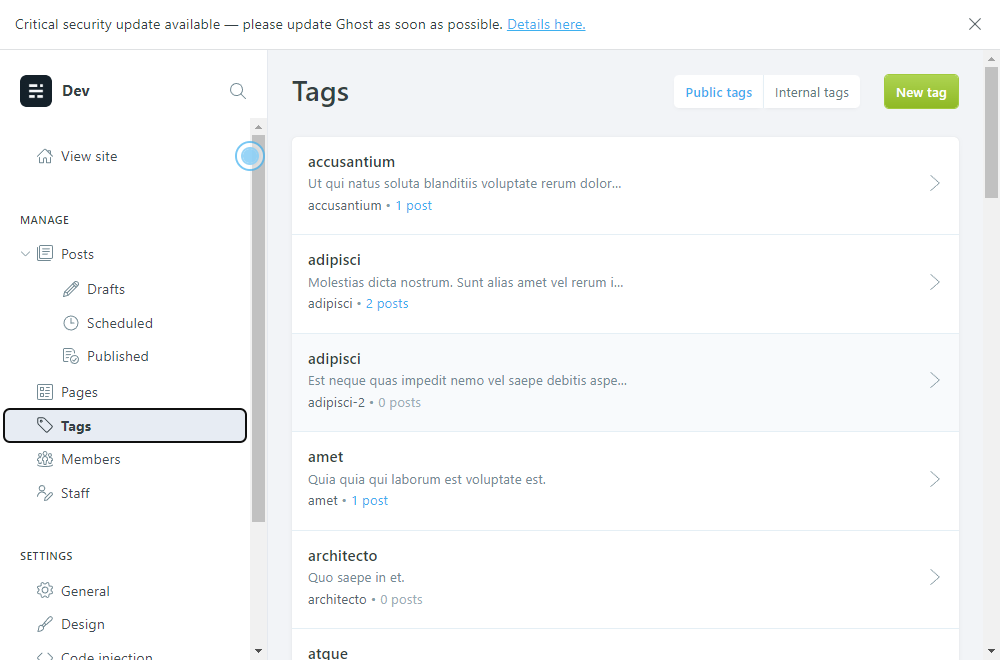 Critical security update available — please update Ghost as soon as possible. Details here.
Dev
View site
MANAGE
Posts
Drafts
Scheduled
Published
Pages
Tags
Members
Staff
SETTINGS
General
Design
Code injection
Tags
Public tags
Internal tags
New tag
accusantium
Ut qui natus soluta blanditiis voluptate rerum dolor...
accusantium • 1 post
adipisci
Molestias dicta nostrum. Sunt alias amet vel rerum i...
adipisci • 2 posts
adipisci
Est neque quas impedit nemo vel saepe debitis aspe...
adipisci-2 • 0 posts
amet
Quia quia qui laborum est voluptate est.
amet • 1 post
architecto
Quo saepe in et.
architecto • 0 posts
atque